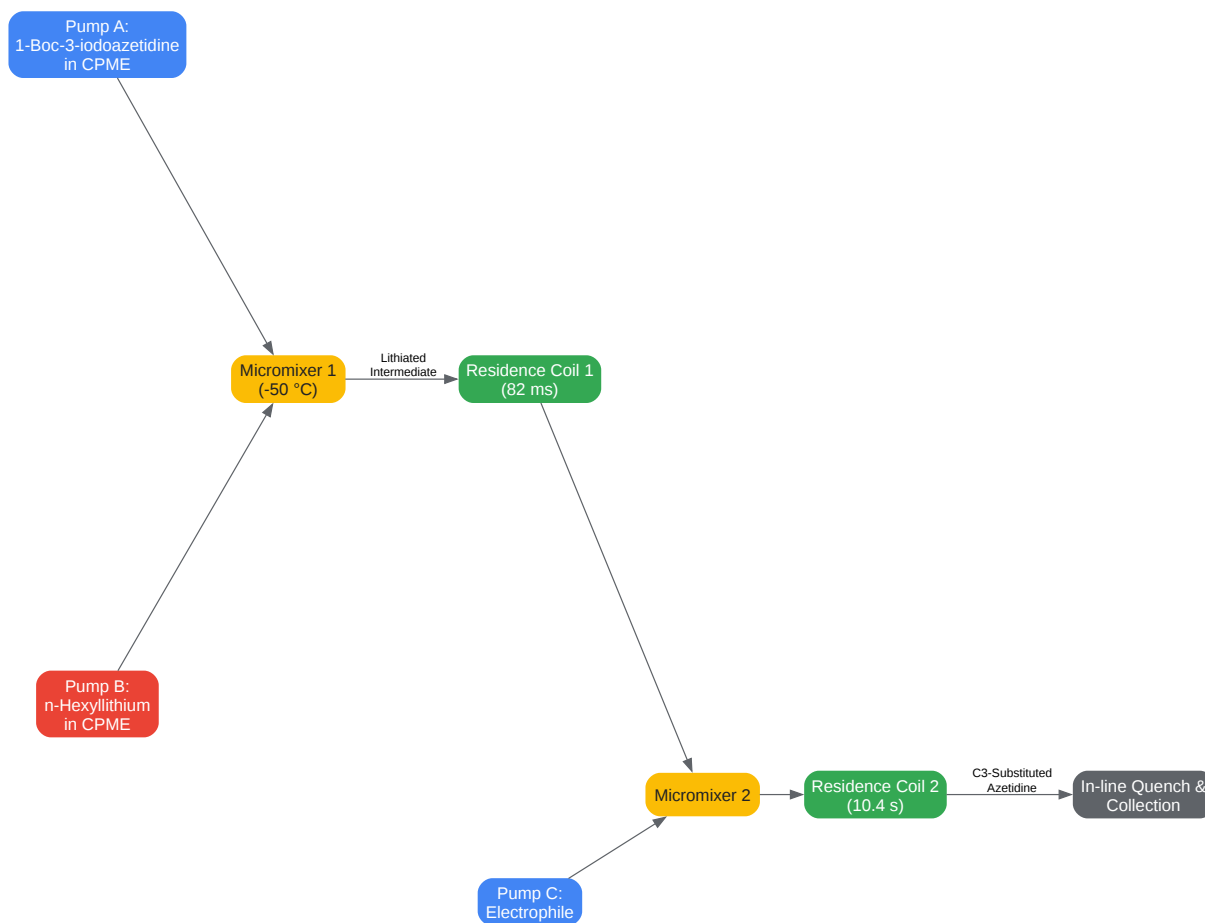 Pump A:
1-Boc-3-iodoazetidine
in CPME
Micromixer 1
(-50 °C)
Lithiated
Intermediate
Residence Coil 1
(82 ms)
Pump B:
n-Hexyllithium
in CPME
Micromixer 2
Residence Coil 2
(10.4 s)
C3-Substituted
Azetidine
In-line Quench &
Collection
Pump C:
Electrophile